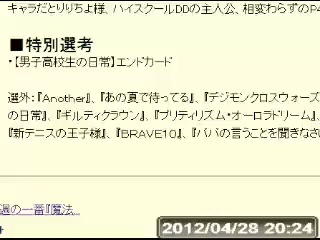 キャラだとりりちよ様、ハイスクールDDの主人公、相変わらずのP4
■特別選考
・【男子高校生の日常】エンドカード
選外：『Another』、『あの夏で待ってる』、『デジモンクロスウォーズ
の日常』、『ギルティクラウン』、『プリティリズム・オーロラドリーム』、
『新テニスの王子様』、『BRAVE10』、『パパの言うことを聞きなさい
週の一番『魔法...
2012/04/28 20:24